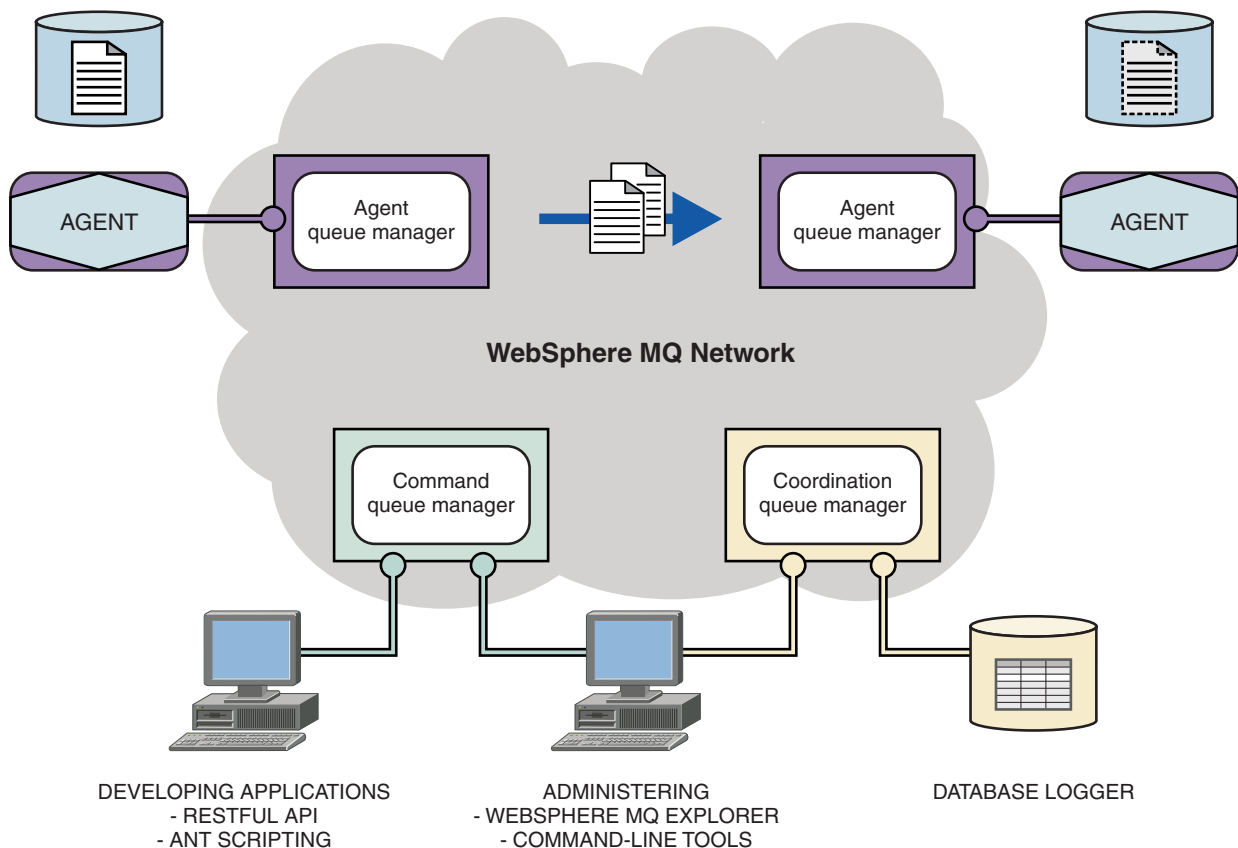 AGENT
Agent
queue manager
Agent
queue manager
AGENT
WebSphere MQ Network
Command
queue manager
Coordination
queue manager
DEVELOPING APPLICATIONS
- RESTFUL API
- ANT SCRIPTING
ADMINISTERING
- WEBSPHERE MQ EXPLORER
- COMMAND-LINE TOOLS
DATABASE LOGGER